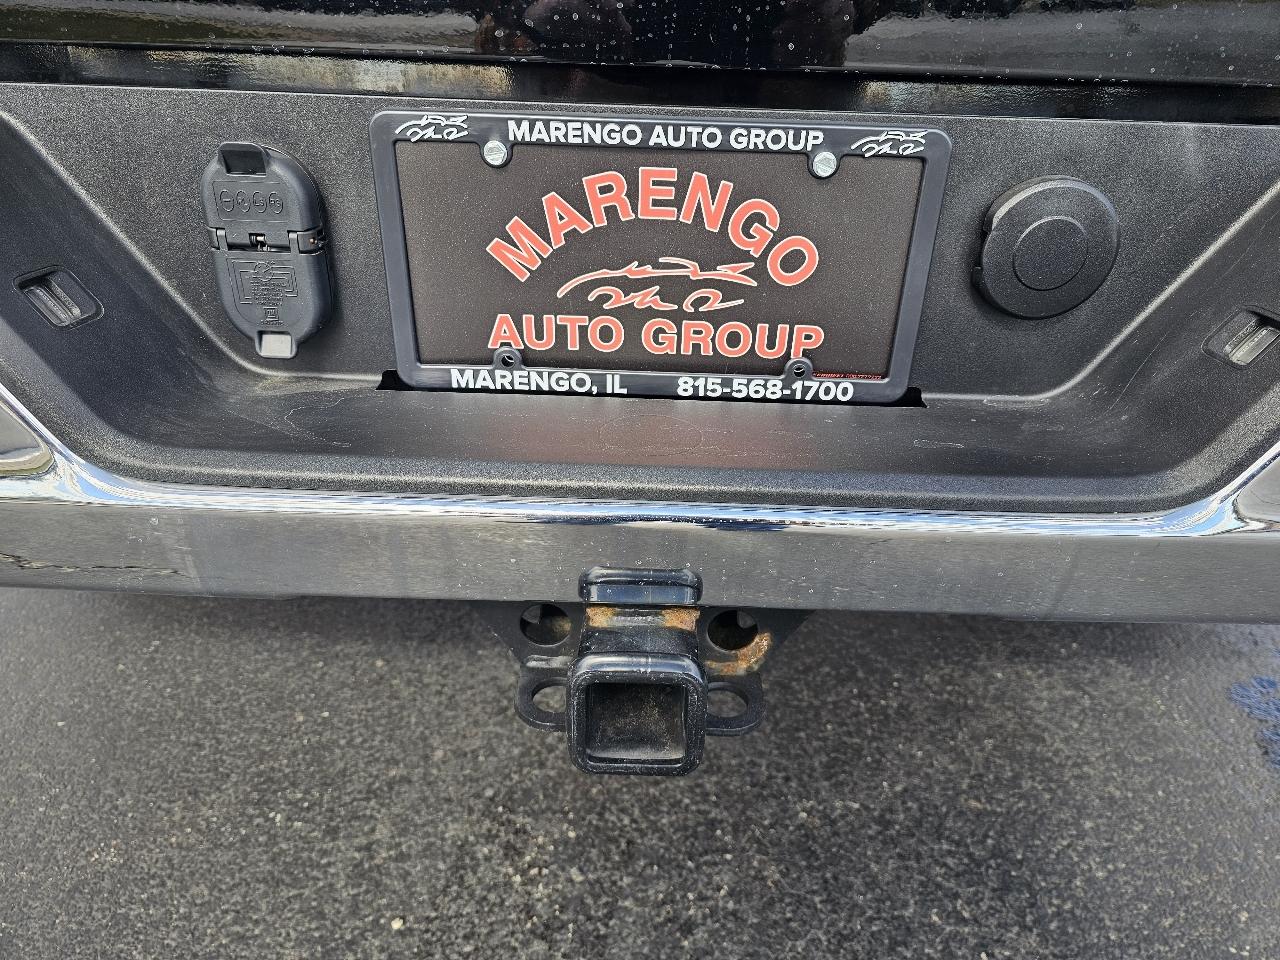 MARENGO AUTO GROUP
MARENGO
AUTO GROUP
MARENGO, IL 815-568-1700